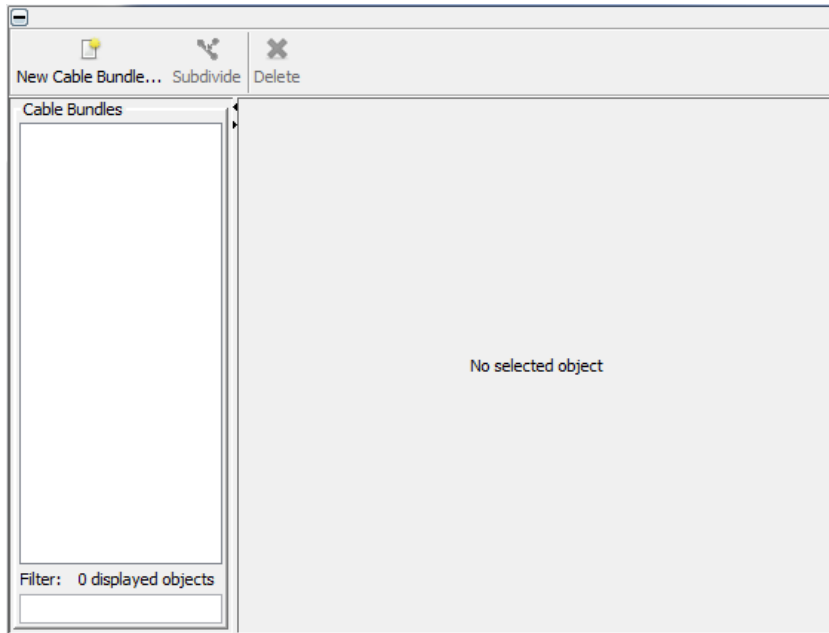 New Cable Bundle... Subdivide Delete
Cable Bundles
No selected object
Filter: 0 displayed objects